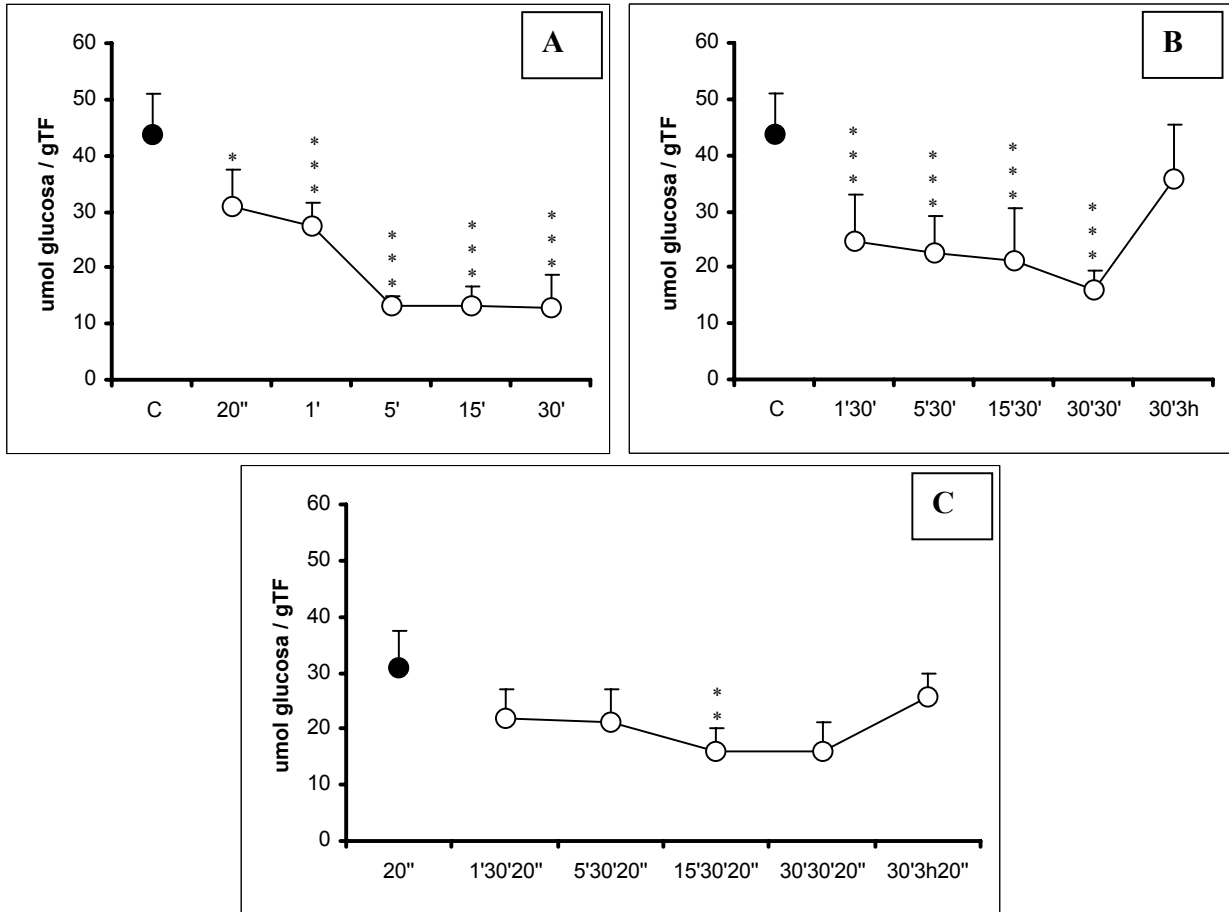 A
60
50
40
30
20
10
0
umol glucosa / gTF
*
* * *
* * *
* * *
* * *
C 20" 1' 5' 15' 30'
B
60
50
40
30
20
10
0
umol glucosa / gTF
* * *
* * *
* * *
* * *
C 1'30' 5'30' 15'30' 30'30' 30'3h
C
60
50
40
30
20
10
0
umol glucosa / gTF
* *
20" 1'30'20" 5'30'20" 15'30'20" 30'30'20" 30'3h20"